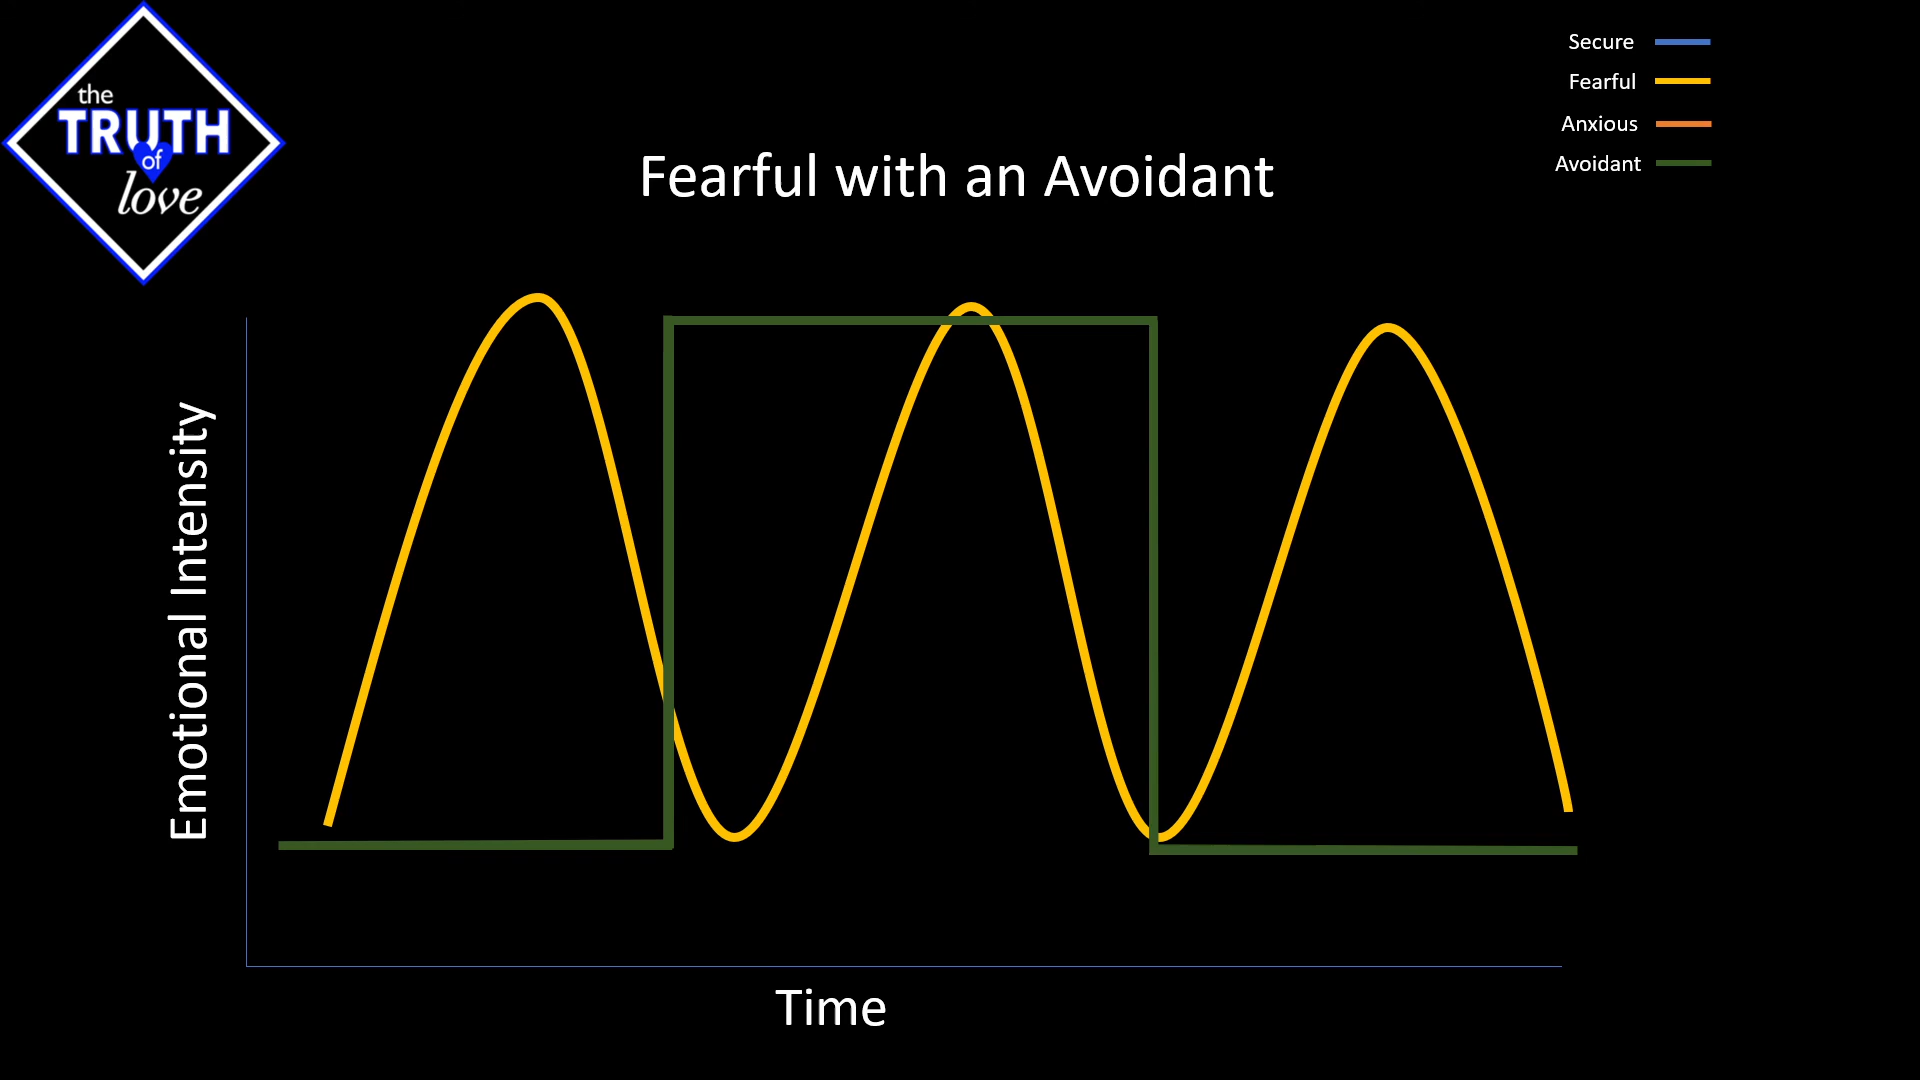 the
TRUTH
of
love
Secure
Fearful
Anxious
Avoidant
Fearful with an Avoidant
Emotional Intensity
Time